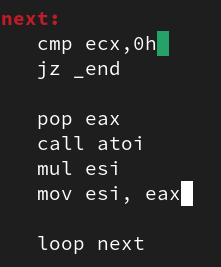 next:
cmp ecx,0h
jz _end
pop eax
call atoi
mul esi
mov esi, eax
loop next